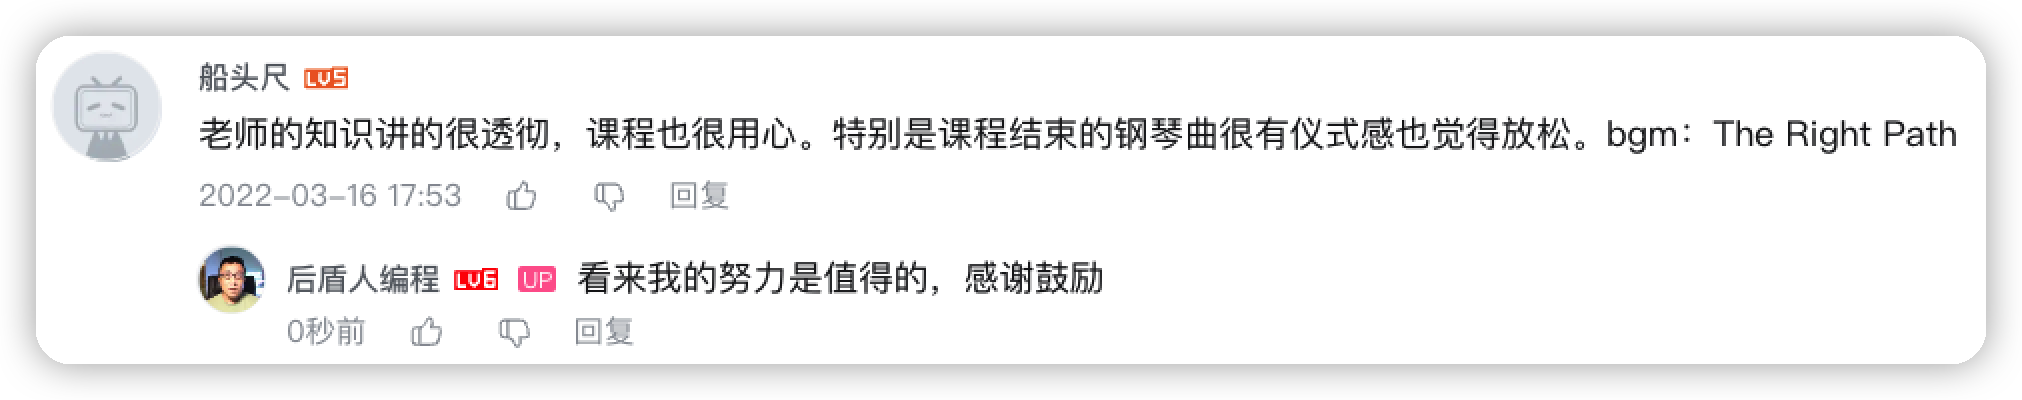 船头尺 LV5
老师的知识讲的很透彻，课程也很用心。特别是课程结束的钢琴曲很有仪式感也觉得放松。bgm：The Right Path
2022-03-16 17:53 回复
后盾人编程 LV6 UP 看来我的努力是值得的，感谢鼓励
0秒前 回复